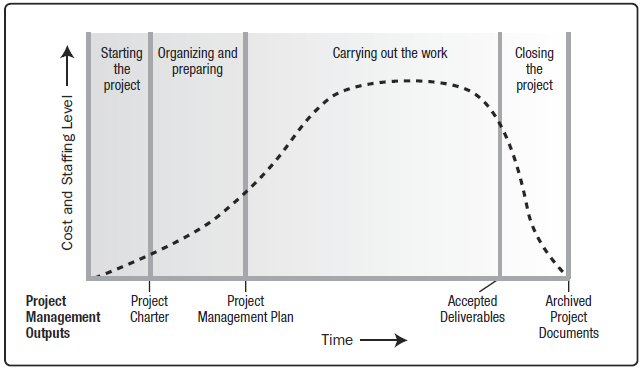 Starting
the
project
Organizing and
preparing
Carrying out the work
Closing
the
project
Cost and Staffing Level
Project
Management
Outputs
Project
Charter
Project
Management Plan
Accepted
Deliverables
Archived
Project
Documents
Time